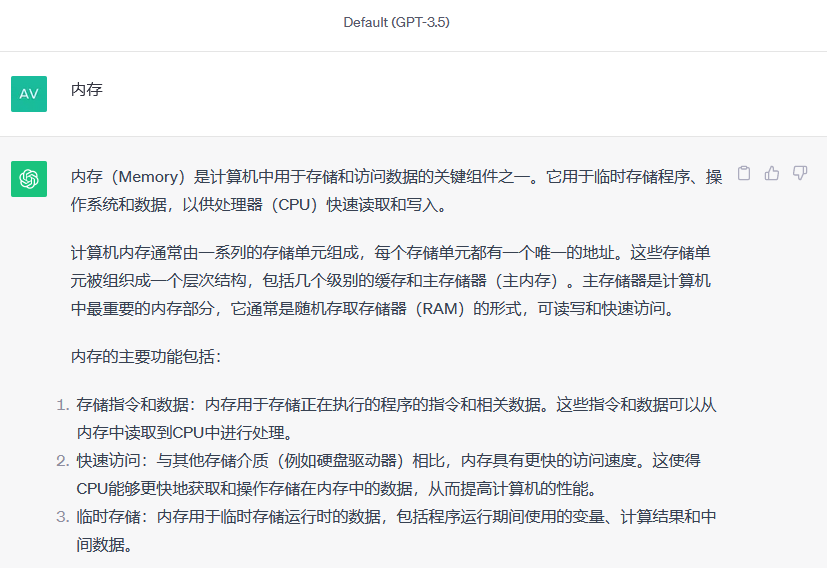 Default (GPT-3.5)
AV
内存
内存（Memory）是计算机中用于存储和访问数据的关键组件之一。它用于临时存储程序、操
作系统和数据，以供处理器（CPU）快速读取和写入。
计算机内存通常由一系列的存储单元组成，每个存储单元都有一个唯一的地址。这些存储单
元被组织成一个层次结构，包括几个级别的缓存和主存储器（主内存）。主存储器是计算机
中最重要的内存部分，它通常是随机存取存储器（RAM）的形式，可读写和快速访问。
内存的主要功能包括：
1. 存储指令和数据：内存用于存储正在执行的程序的指令和相关数据。这些指令和数据可以从
内存中读取到CPU中进行处理。
2. 快速访问：与其他存储介质（例如硬盘驱动器）相比，内存具有更快的访问速度。这使得
CPU能够更快地获取和操作存储在内存中的数据，从而提高计算机的性能。
3. 临时存储：内存用于临时存储运行时的数据，包括程序运行期间使用的变量、计算结果和中
间数据。